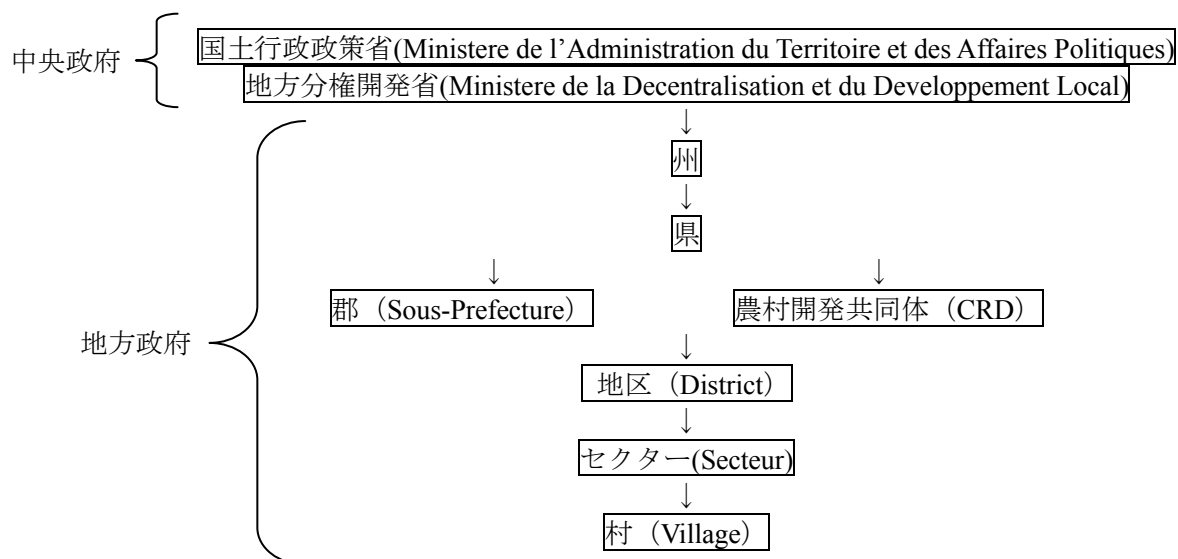 中央政府
国土行政政策省(Ministere de l’Administration du Territoire et des Affaires Politiques)
地方分権開発省(Ministere de la Decentralisation et du Developpement Local)
↓
州
↓
県
↓ ↓
郡（Sous-Prefecture） 農村開発共同体（CRD）
地方政府
↓
地区（District）
↓
セクター(Secteur)
↓
村（Village）